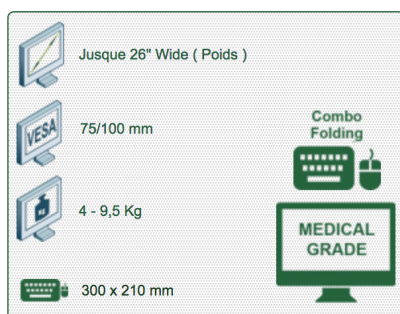 Jusque 26" Wide ( Poids )
VESA
75/100 mm
Combo
Folding
KG
4 - 9,5 Kg
MEDICAL
GRADE
300 x 210 mm